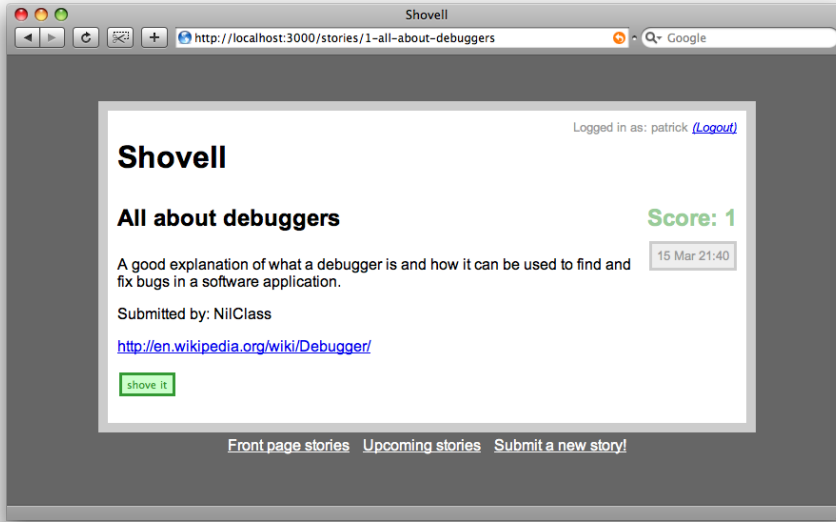 Shovell
http://localhost:3000/stories/1-all-about-debuggers
Google
Logged in as: patrick (Logout)
Shovell
All about debuggers
Score: 1
15 Mar 21:40
A good explanation of what a debugger is and how it can be used to find and
fix bugs in a software application.
Submitted by: NilClass
http://en.wikipedia.org/wiki/Debugger/
shove it
Front page stories Upcoming stories Submit a new story!